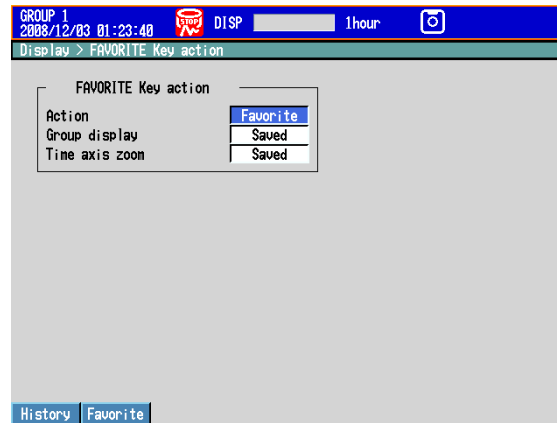 GROUP 1
2008/12/03 01:23:40
STOP
DISP
1hour
Display > FAVORITE Key action
FAVORITE Key action
Action Favorite
Group display Saved
Time axis zoom Saved
History Favorite